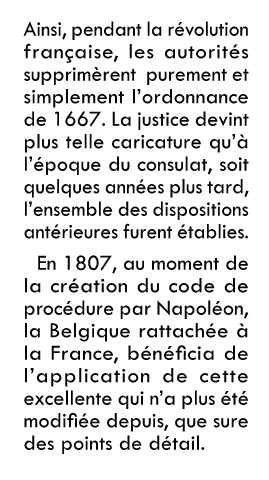 Ainsi, pendant la révolution
française, les autorités
supprimèrent purement et
simplement l'ordonnance
de 1667. La justice devint
plus telle caricature qu'à
l'époque du consulat, soit
quelques années plus tard,
l'ensemble des dispositions
antérieures furent établies.
En 1807, au moment de
la création du code de
procédure par Napoléon,
la Belgique rattachée à
la France, bénéficia de
l'application de cette
excellente qui n'a plus été
modifiée depuis, que sure
des points de détail.